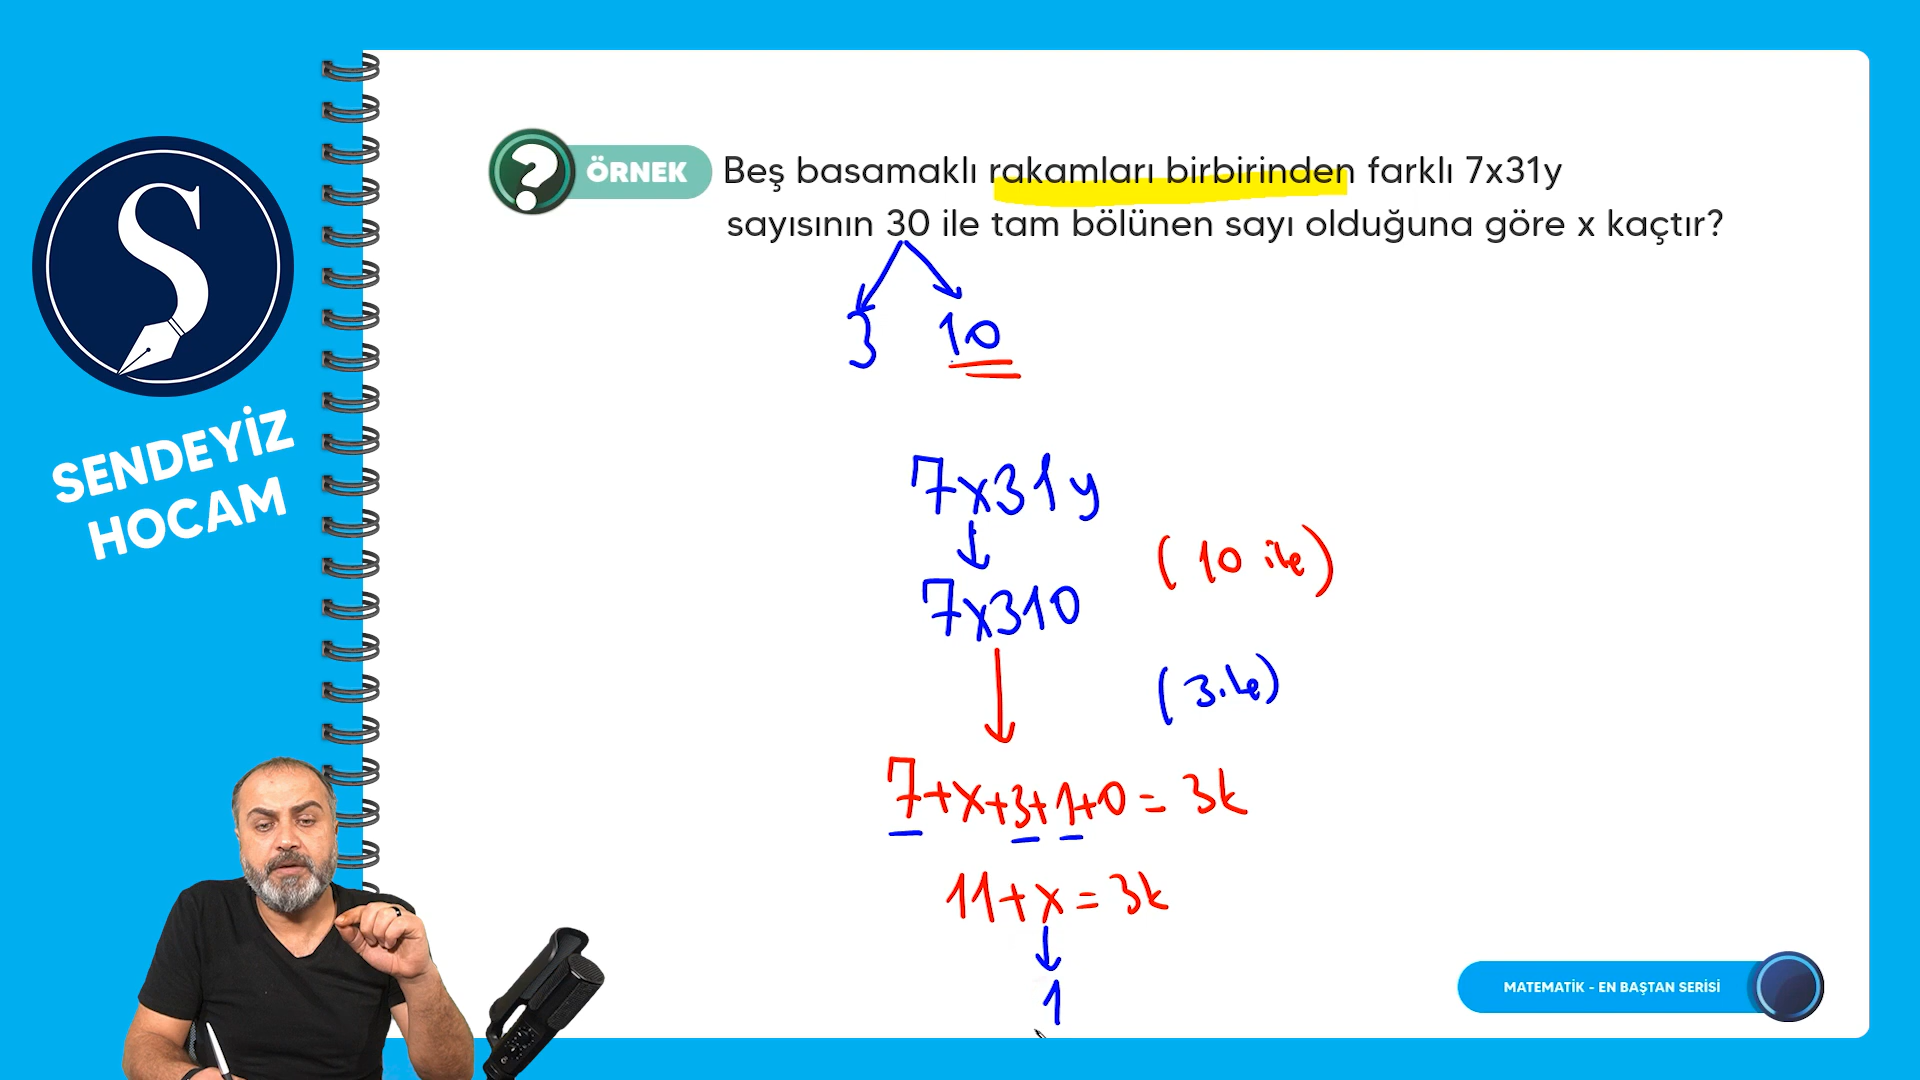 ÖRNEK Beş basamaklı rakamları birbirinden farklı 7x31y
sayısının 30 ile tam bölünen sayı olduğuna göre x kaçtır?
3 10
SENDEYİZ
HOCAM
7x31y
(10 ile)
7x310
(3 ile)
7+x+3+1+0=3k
11+x=3k
1
MATEMATİK - EN BAŞTAN SERİSİ